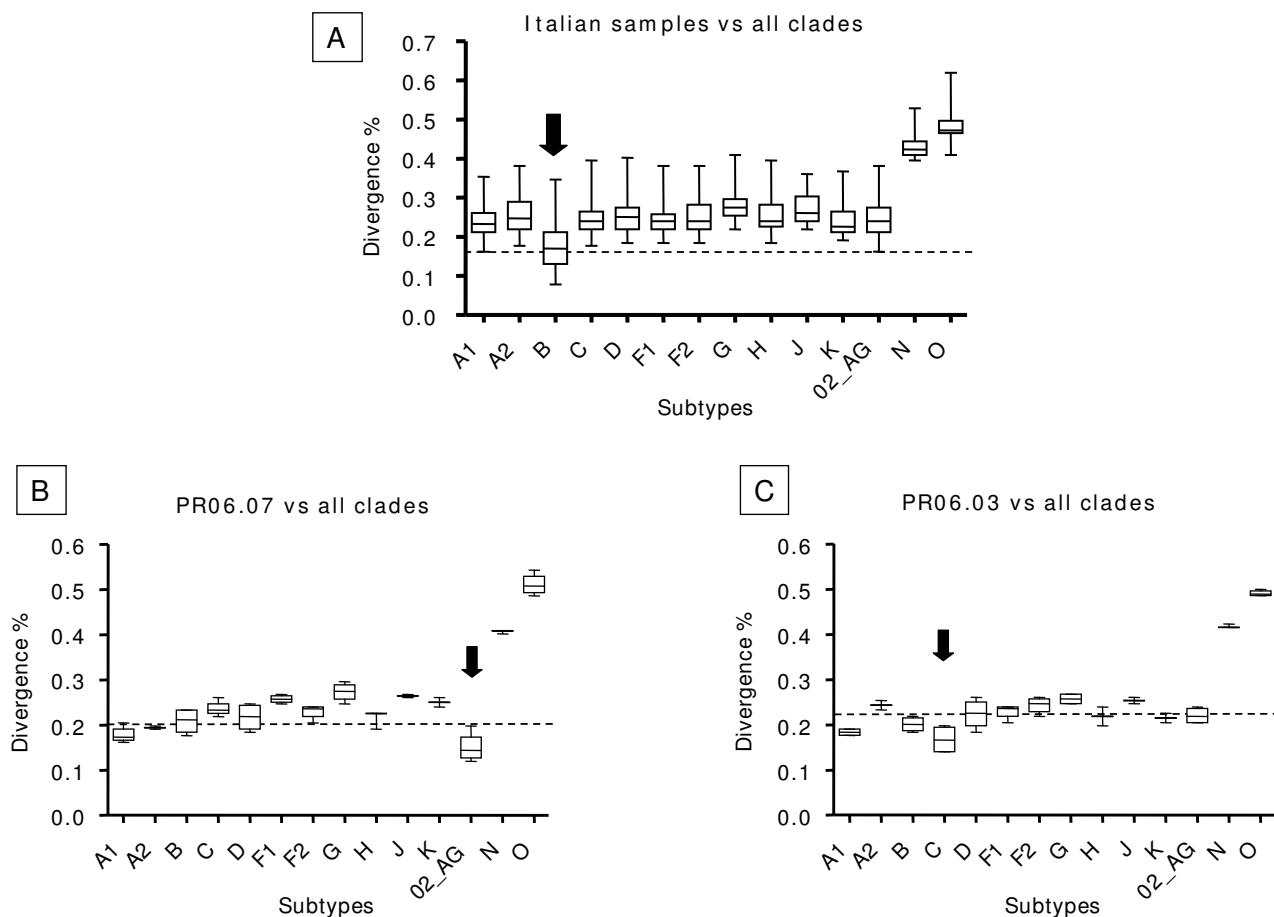 A
Italian samples vs all clades
Divergence %
0.7
0.6
0.5
0.4
0.3
0.2
0.1
0.0
A1 A2 B C D F1 F2 G H J K 02_AG N O
Subtypes
B
PR06.07 vs all clades
Divergence %
0.6
0.5
0.4
0.3
0.2
0.1
0.0
A1 A2 B C D F1 F2 G H J K 02_AG N O
Subtypes
C
PR06.03 vs all clades
Divergence %
0.6
0.5
0.4
0.3
0.2
0.1
0.0
A1 A2 B C D F1 F2 G H J K 02_AG N O
Subtypes